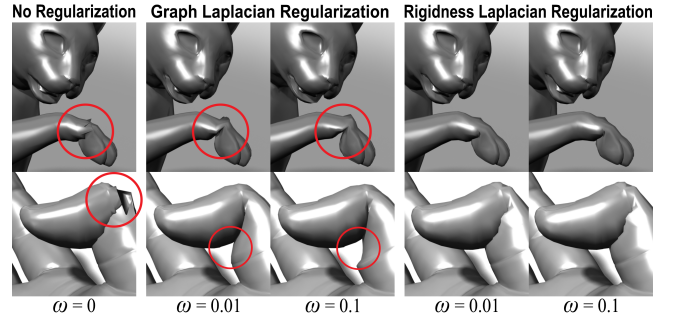 No Regularization Graph Laplacian Regularization Rigidness Laplacian Regularization
ω = 0 ω = 0.01 ω = 0.1 ω = 0.01 ω = 0.1